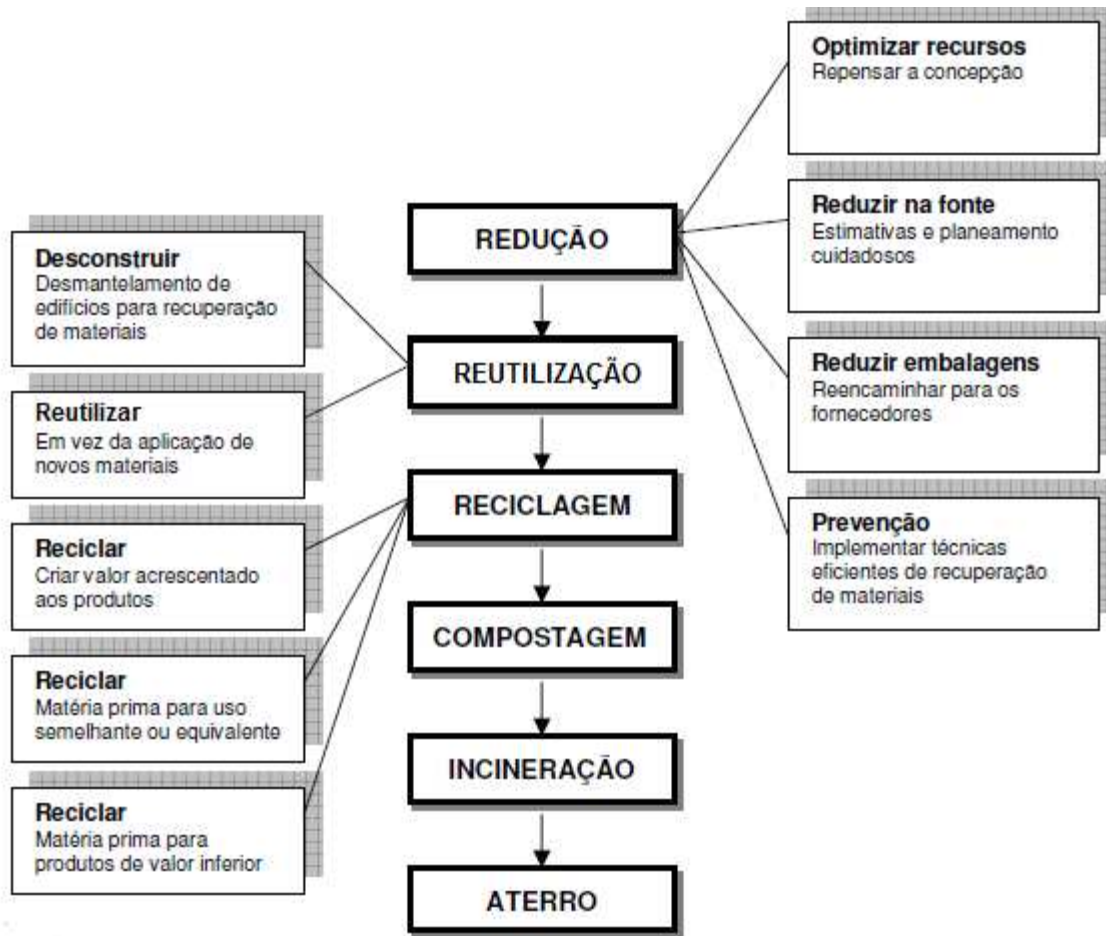 Optimizar recursos
Repensar a concepção
Reduzir na fonte
Estimativas e planeamento
cuidadosos
Reduzir embalagens
Reencaminhar para os
fornecedores
Prevenção
Implementar técnicas
eficientes de recuperação
de materiais
REDUÇÃO
REUTILIZAÇÃO
RECICLAGEM
COMPOSTAGEM
INCINERAÇÃO
ATERRO
Desconstruir
Desmantelamento de
edifícios para recuperação
de materiais
Reutilizar
Em vez da aplicação de
novos materiais
Reciclar
Criar valor acrescentado
aos produtos
Reciclar
Matéria prima para uso
semelhante ou equivalente
Reciclar
Matéria prima para
produtos de valor inferior